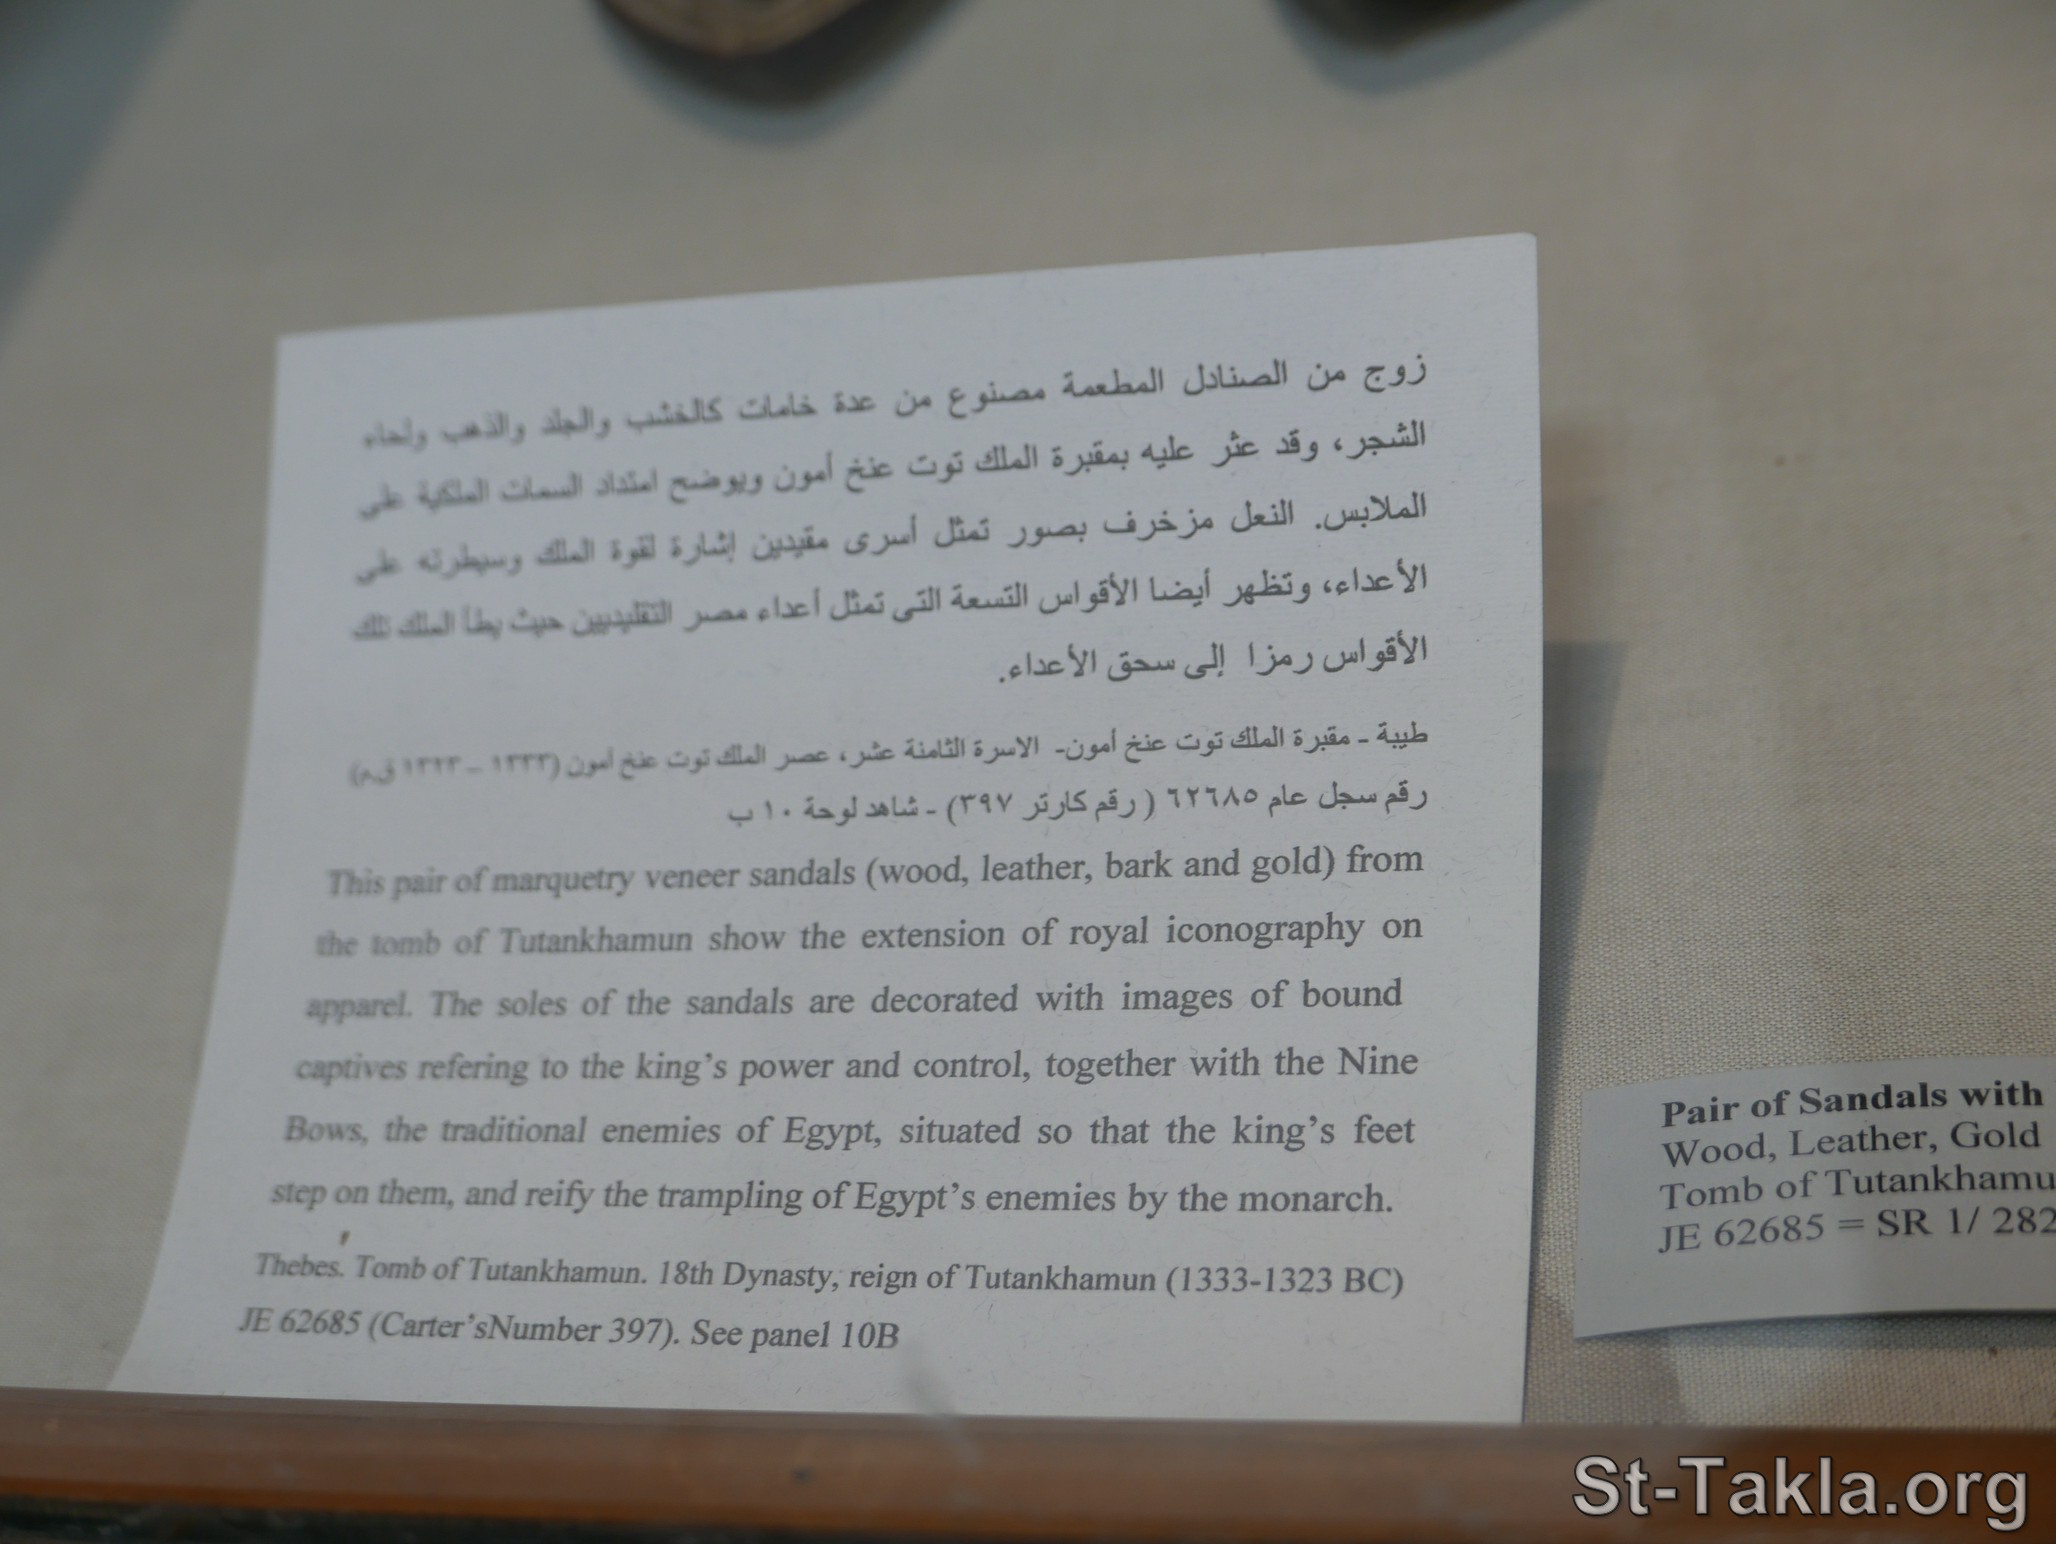 زوج من الصنادل المطعمة مصنوع من عدة خامات كالخشب والجلد والذهب ولحاء
الشجر، وقد عثر عليه بمقبرة الملك توت عنخ أمون ويوضح امتداد السمات الملكية على
الملابس. النعل مزخرف بصور تمثل أسرى مقيدين إشارة لقوة الملك وسيطرته على
الأعداء، وتظهر أيضا الأقواس التسعة التى تمثل أعداء مصر التقليديين حيث يطأ الملك تلك
الأقواس رمزا إلى سحق الأعداء.
طيبة - مقبرة الملك توت عنخ أمون- الاسرة الثامنة عشر، عصر الملك توت عنخ أمون (١٣٣٣ - ١٣٢٣ ق.م)
رقم سجل عام ٦٢٦٨٥ ( رقم كارتر ٣٩٧) - شاهد لوحة ١٠ ب
This pair of marquetry veneer sandals (wood, leather, bark and gold) from
the tomb of Tutankhamun show the extension of royal iconography on
apparel. The soles of the sandals are decorated with images of bound
captives refering to the king's power and control, together with the Nine
Bows, the traditional enemies of Egypt, situated so that the king's feet
step on them, and reify the trampling of Egypt's enemies by the monarch.
Thebes. Tomb of Tutankhamun. 18th Dynasty, reign of Tutankhamun (1333-1323 BC)
JE 62685 (Carter'sNumber 397). See panel 10B
Pair of Sandals with
Wood, Leather, Gold
Tomb of Tutankhamu
JE 62685 = SR 1/ 282
St-Takla.org